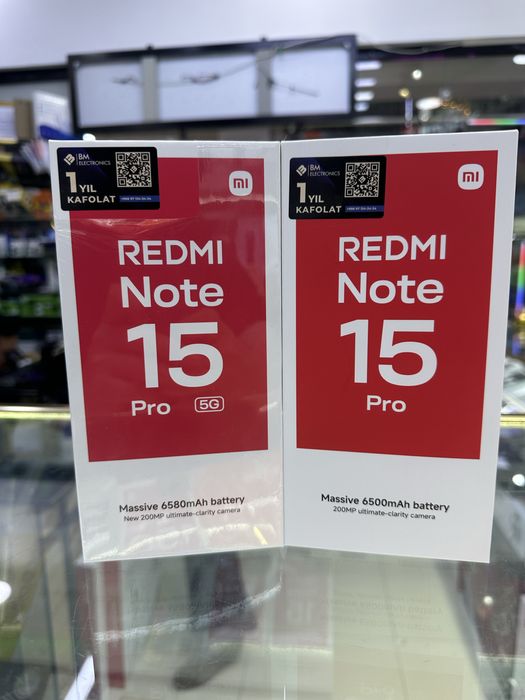 BM
ELECTRONICS
1 YIL
KAFOLAT
mi
REDMI
Note
15
Pro 5G
Massive 6580mAh battery
New 200MP ultimate-clarity camera
BM
ELECTRONICS
1 YIL
KAFOLAT
mi
REDMI
Note
15
Pro
Massive 6500mAh battery
200MP ultimate-clarity camera